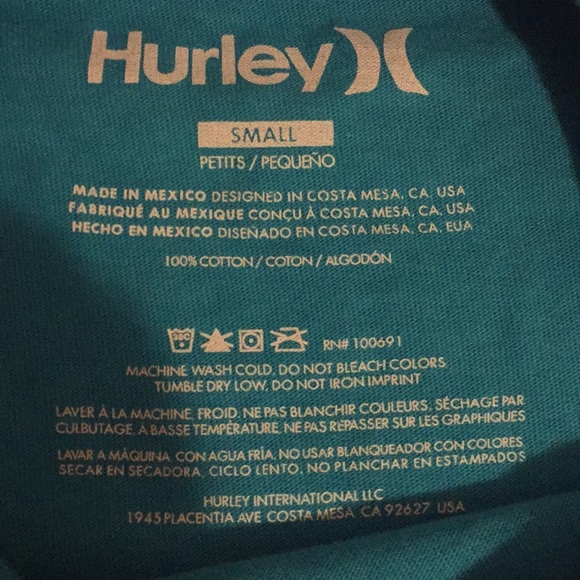 Hurley
SMALL
PETITS / PEQUEÑO
MADE IN MEXICO DESIGNED IN COSTA MESA, CA, USA
FABRIQUÉ AU MEXIQUE CONÇU À COSTA MESA, CA, USA
HECHO EN MEXICO DISEÑADO EN COSTA MESA, CA, EUA
100% COTTON / COTON / ALGODÓN
30C RN# 100691
MACHINE WASH COLD, DO NOT BLEACH COLORS
TUMBLE DRY LOW, DO NOT IRON IMPRINT
LAVER À LA MACHINE, FROID, NE PAS BLANCHIR COULEURS, SÉCHAGE PAR
CULBUTAGE, A BASSE TEMPÉRATURE, NE PAS RÉPASSER SUR LES GRAPHIQUES
LAVAR A MÁQUINA CON AGUA FRÍA, NO USAR BLANQUEADOR CON COLORES
SECAR EN SECADORA, CICLO LENTO, NO PLANCHAR EN ESTAMPADOS
HURLEY INTERNATIONAL LLC
1945 PLACENTIA AVE COSTA MESA, CA 92627 USA